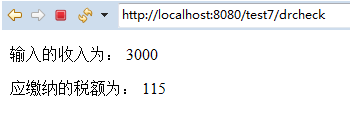 http://localhost:8080/test7/drcheck
输入的收入为： 3000
应缴纳的税额为： 115